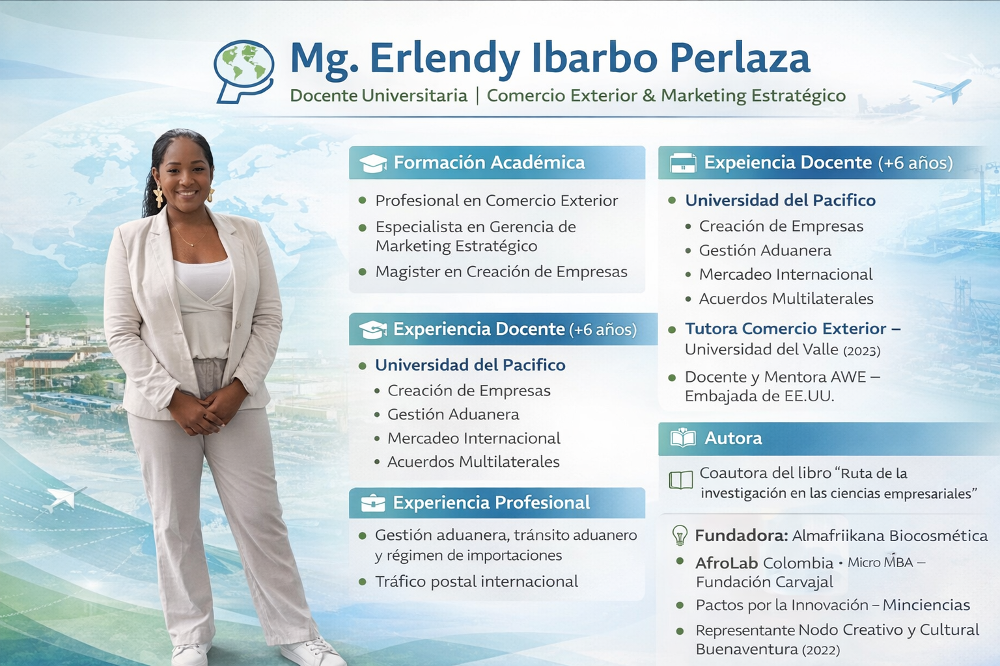 Mg. Erlendy Ibarbo Perlaza
Docente Universitaria | Comercio Exterior & Marketing Estratégico
Formación Académica
Profesional en Comercio Exterior
Especialista en Gerencia de
Marketing Estratégico
Magister en Creación de Empresas
Experiencia Docente (+6 años)
Universidad del Pacifico
Creación de Empresas
Gestión Aduanera
Mercadeo Internacional
Acuerdos Multilaterales
Experiencia Profesional
Gestión aduanera, tránsito aduanero
y régimen de importaciones
Tráfico postal internacional
Expeiencia Docente (+6 años)
Universidad del Pacifico
Creación de Empresas
Gestión Aduanera
Mercadeo Internacional
Acuerdos Multilaterales
Tutora Comercio Exterior –
Universidad del Valle (2023)
Docente y Mentora AWE –
Embajada de EE.UU.
Autora
Coautora del libro “Ruta de la
investigación en las ciencias empresariales”
Fundadora: Almafriikana Biocosmética
AfroLab Colombia • Micro MBA –
Fundación Carvajal
Pactos por la Innovación – Minciencias
Representante Nodo Creativo y Cultural
Buenaventura (2022)